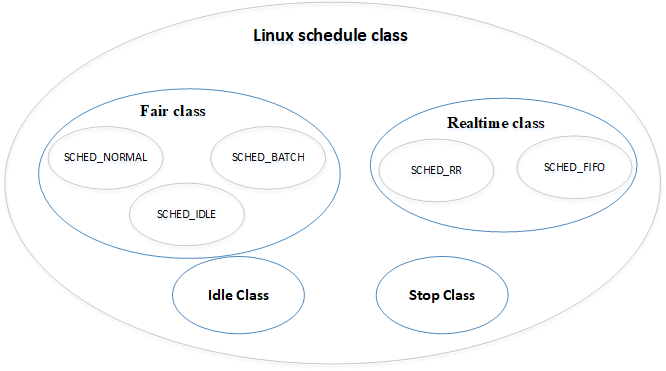 Linux schedule class
Fair class
Realtime class
SCHED_NORMAL
SCHED_BATCH
SCHED_RR
SCHED_FIFO
SCHED_IDLE
Idle Class
Stop Class